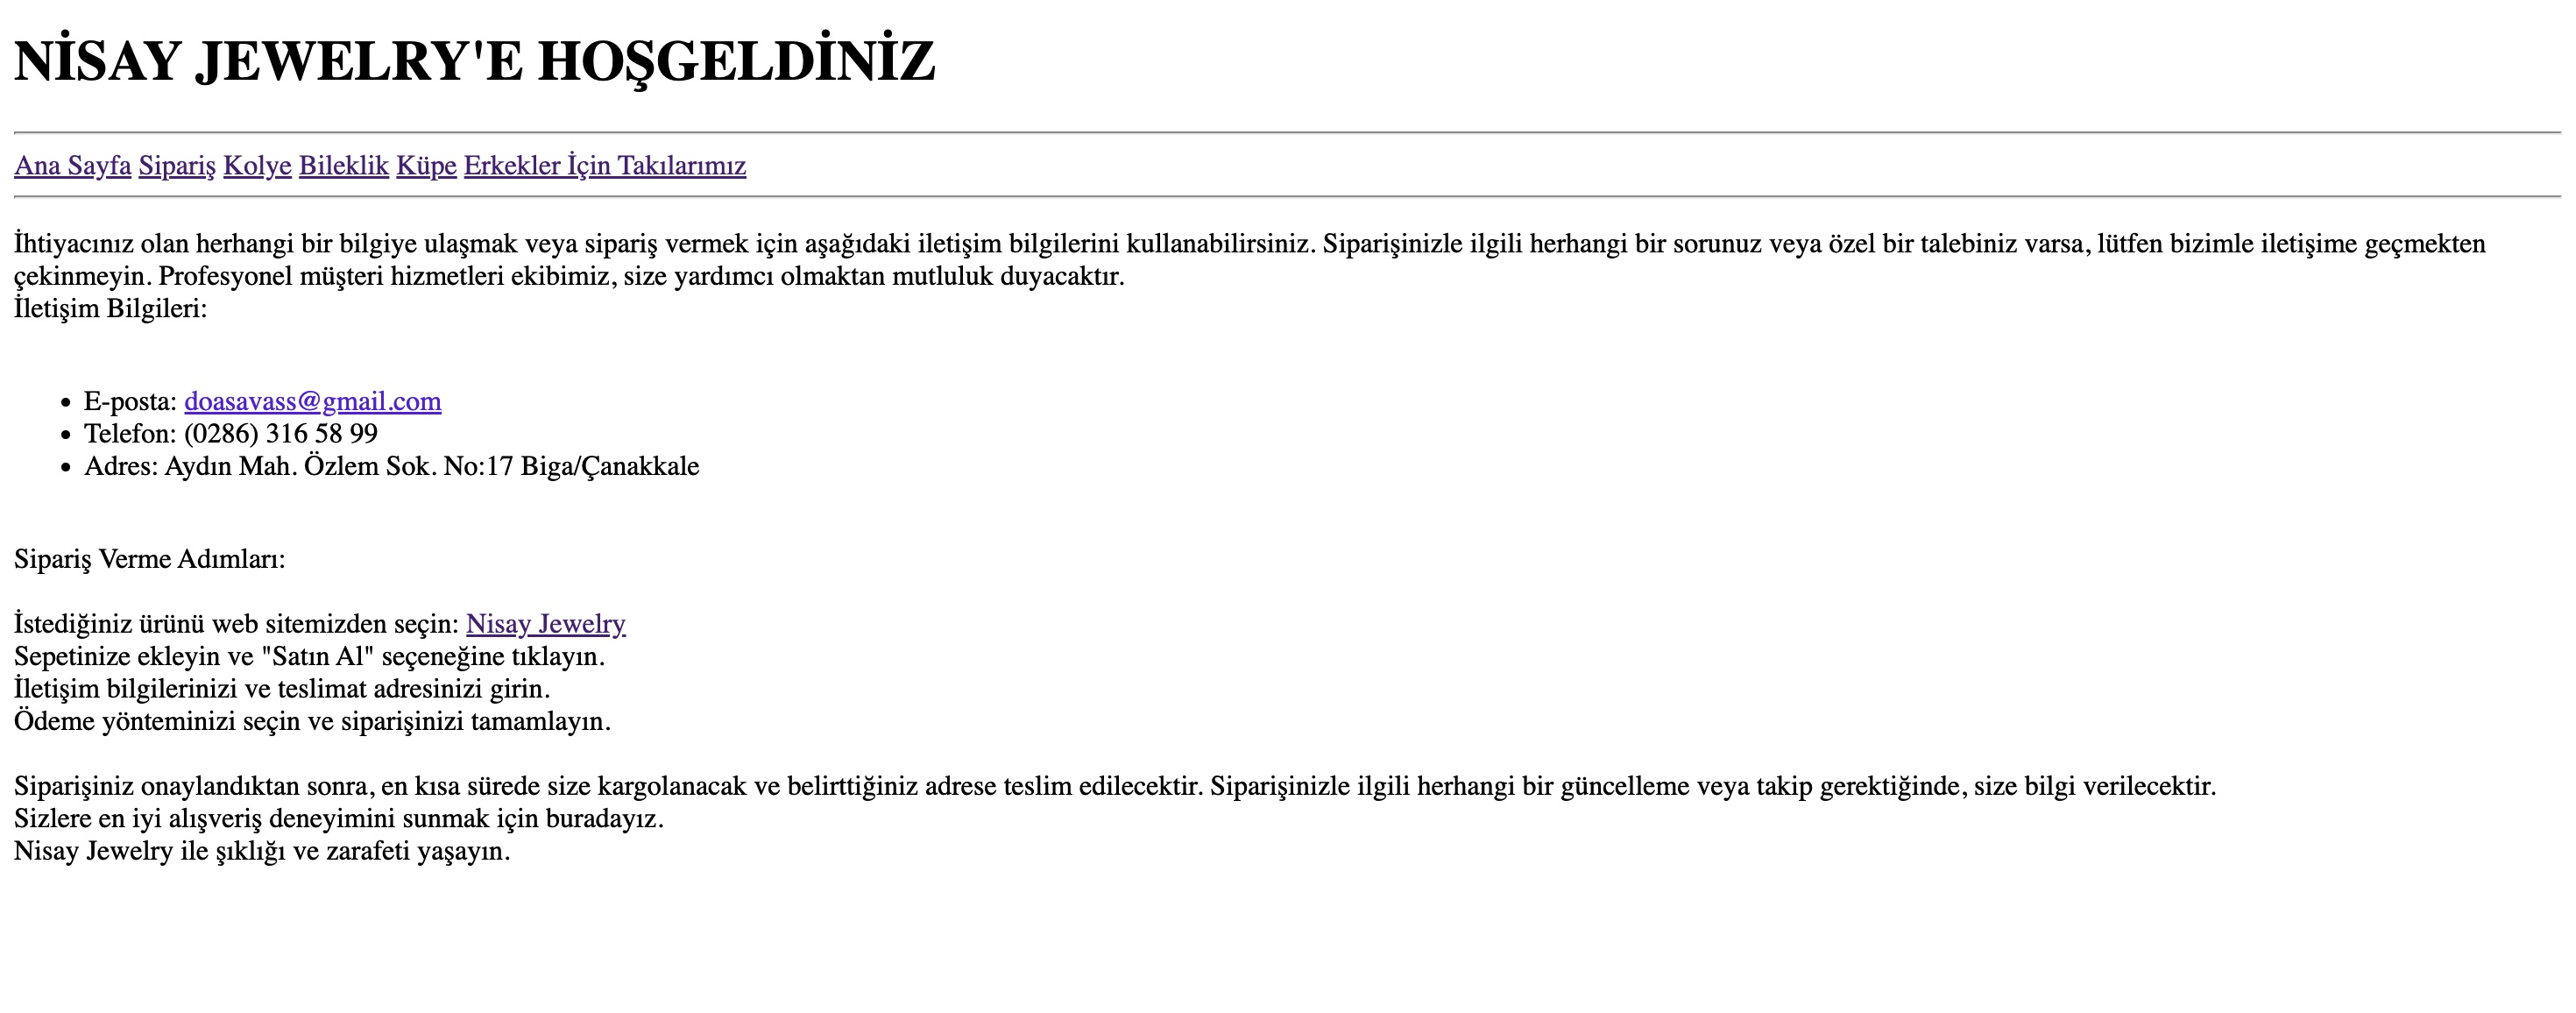 NİSAY JEWELRY'E HOŞGELDİNİZ
Ana Sayfa Sipariş Kolye Bileklik Küpe Erkekler İçin Takılarımız
İhtiyacınız olan herhangi bir bilgiye ulaşmak veya sipariş vermek için aşağıdaki iletişim bilgilerini kullanabilirsiniz. Siparişinizle ilgili herhangi bir sorunuz veya özel bir talebiniz varsa, lütfen bizimle iletişime geçmekten
çekinmeyin. Profesyonel müşteri hizmetleri ekibimiz, size yardımcı olmaktan mutluluk duyacaktır.
İletişim Bilgileri:
• E-posta: doasavass@gmail.com
• Telefon: (0286) 316 58 99
• Adres: Aydın Mah. Özlem Sok. No:17 Biga/Çanakkale
Sipariş Verme Adımları:
İstediğiniz ürünü web sitemizden seçin: Nisay Jewelry
Sepetinize ekleyin ve "Satın Al" seçeneğine tıklayın.
İletişim bilgilerinizi ve teslimat adresinizi girin.
Ödeme yönteminizi seçin ve siparişinizi tamamlayın.
Siparişiniz onaylandıktan sonra, en kısa sürede size kargolanacak ve belirttiğiniz adrese teslim edilecektir. Siparişinizle ilgili herhangi bir güncelleme veya takip gerektiğinde, size bilgi verilecektir.
Sizlere en iyi alışveriş deneyimini sunmak için buradayız.
Nisay Jewelry ile şıklığı ve zarafeti yaşayın.